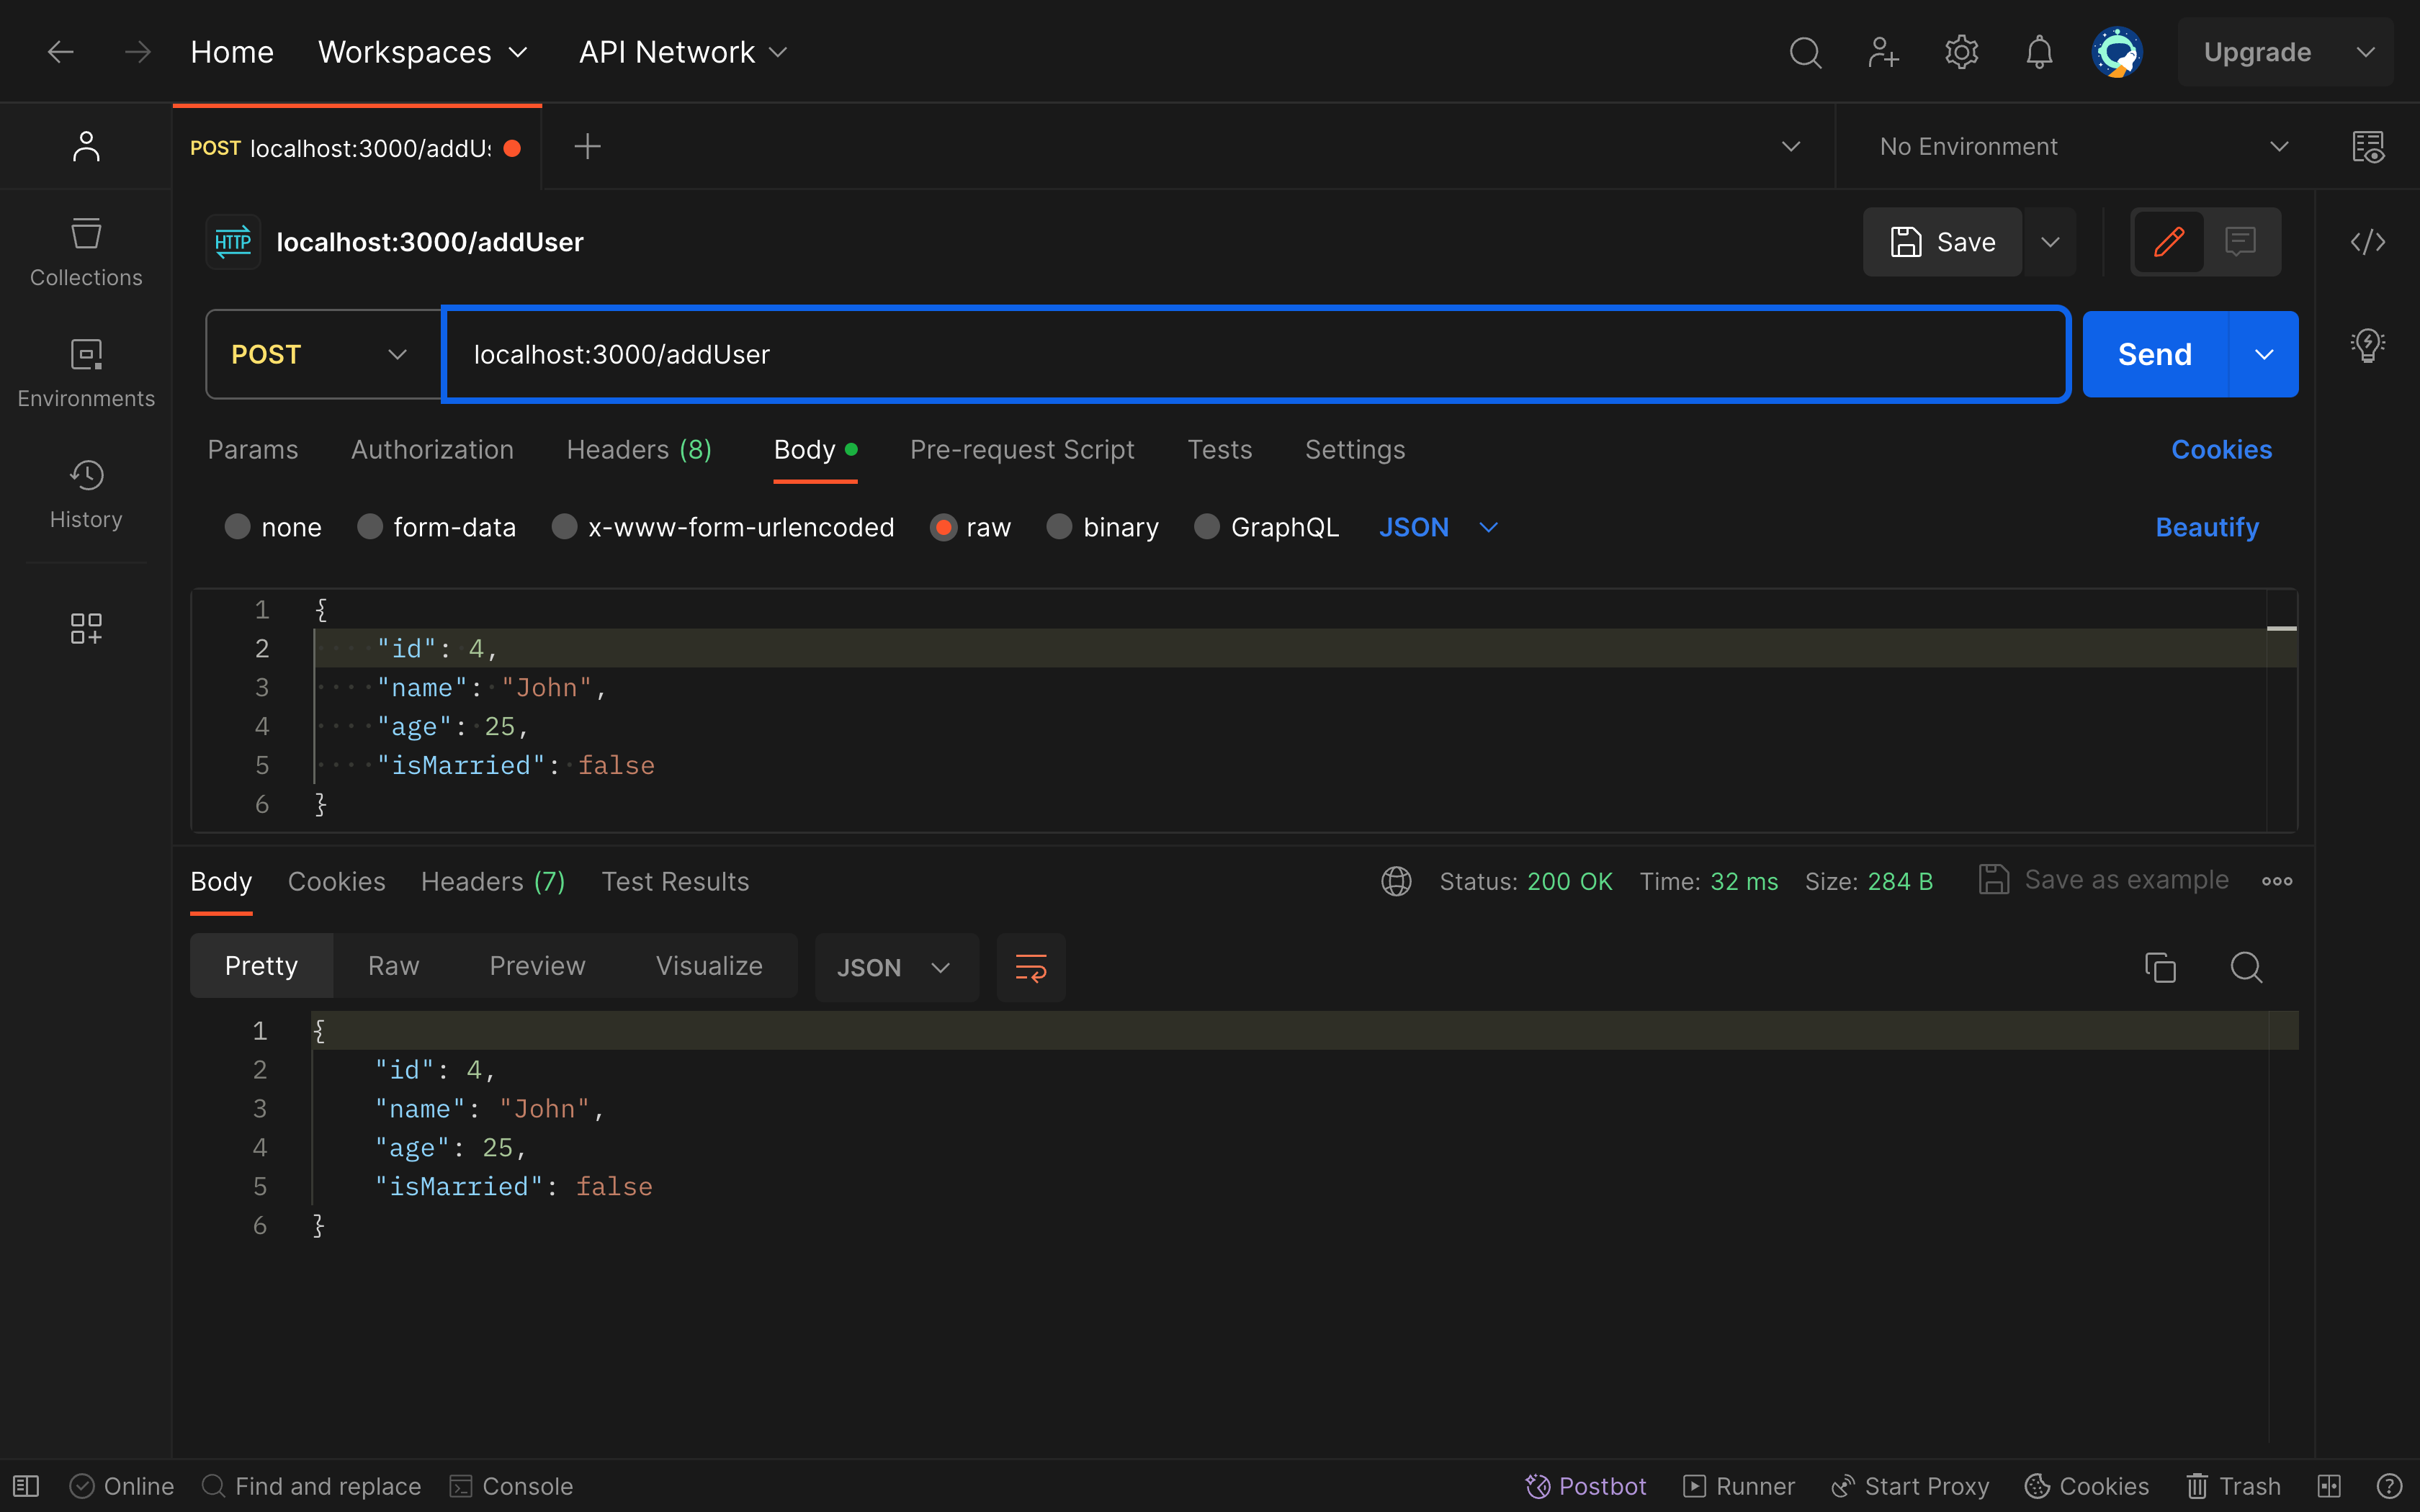 Home Workspaces API Network Upgrade
POST localhost:3000/addU No Environment
HTTP localhost:3000/addUser Save
Collections
POST localhost:3000/addUser Send
Environments
Params Authorization Headers (8) Body Pre-request Script Tests Settings Cookies
History
none form-data x-www-form-urlencoded raw binary GraphQL JSON Beautify
1 {
2 "id": 4,
3 "name": "John",
4 "age": 25,
5 "isMarried": false
6 }
Body Cookies Headers (7) Test Results Status: 200 OK Time: 32 ms Size: 284 B Save as example
Pretty Raw Preview Visualize JSON
1 {
2 "id": 4,
3 "name": "John",
4 "age": 25,
5 "isMarried": false
6 }
Online Find and replace Console Postbot Runner Start Proxy Cookies Trash